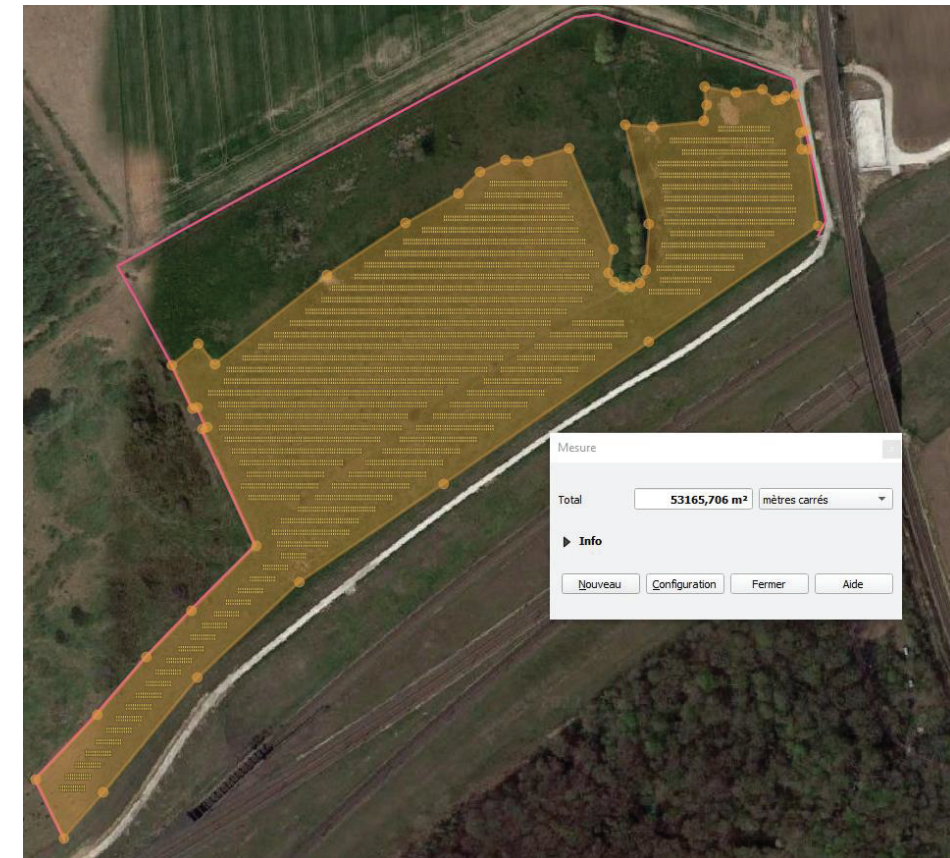 Mesure
Total 53165,706 m² mètres carrés
Info
Nouveau Configuration Fermer Aide